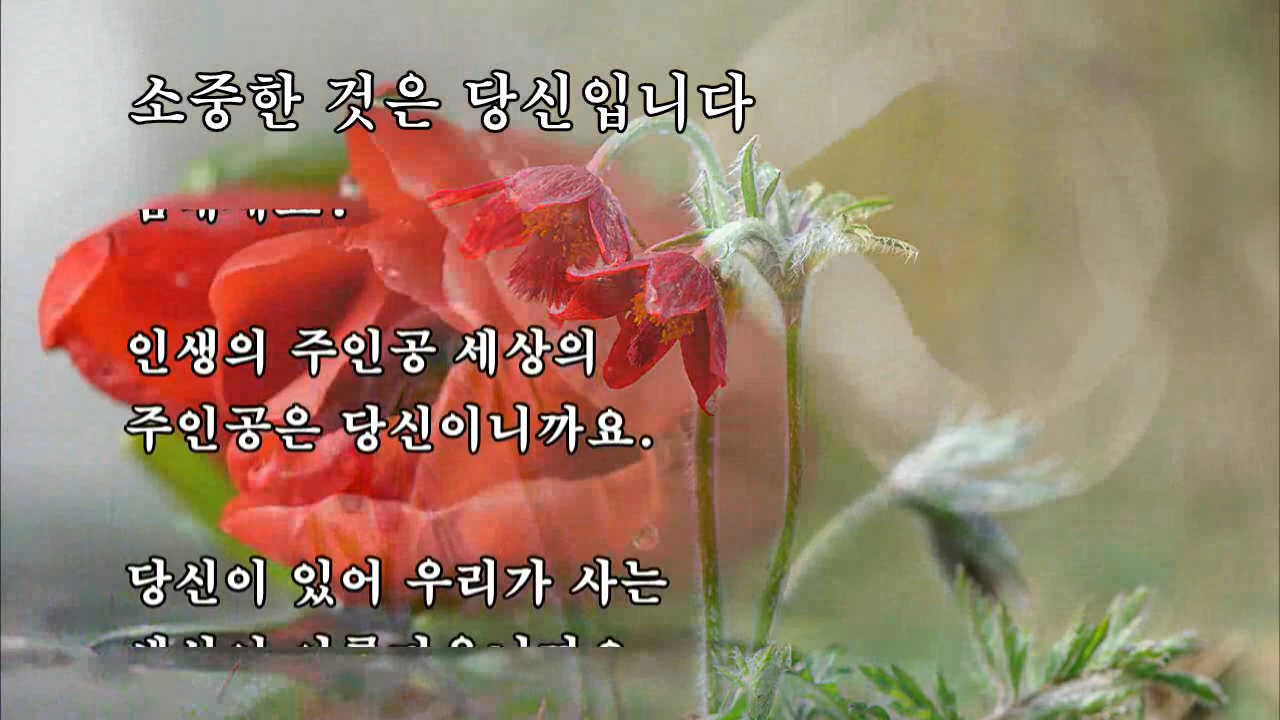 소중한 것은 당신입니다
인생의 주인공 세상의
주인공은 당신이니까요.
당신이 있어 우리가 사는